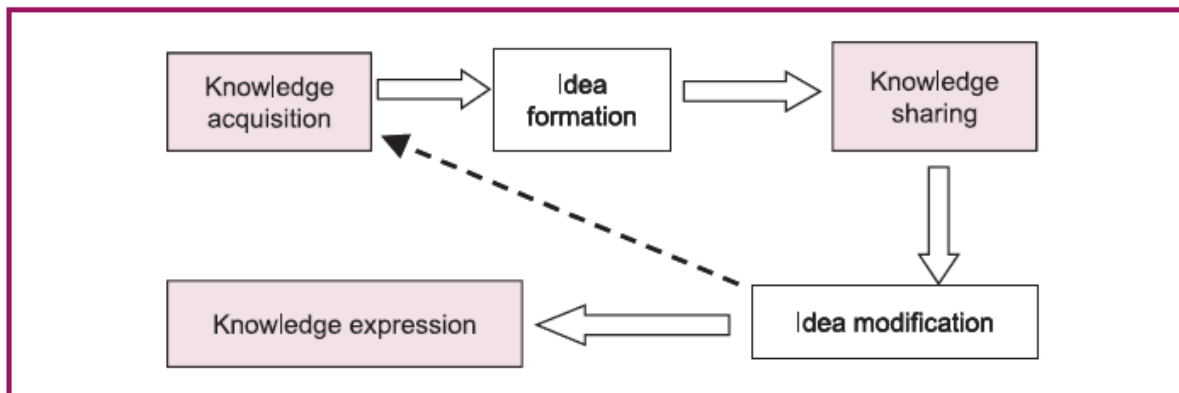 Knowledge
acquisition
Idea
formation
Knowledge
sharing
Knowledge expression
Idea modification